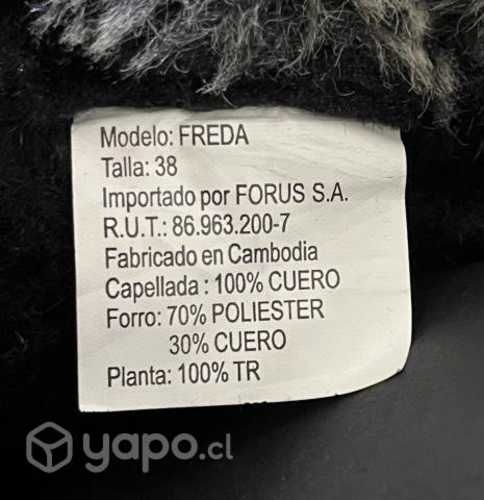 Modelo: FREDA
Talla: 38
Importado por FORUS S.A.
R.U.T.: 86.963.200-7
Fabricado en Cambodia
Capellada : 100% CUERO
Forro: 70% POLIESTER
30% CUERO
Planta: 100% TR
yapo.cl